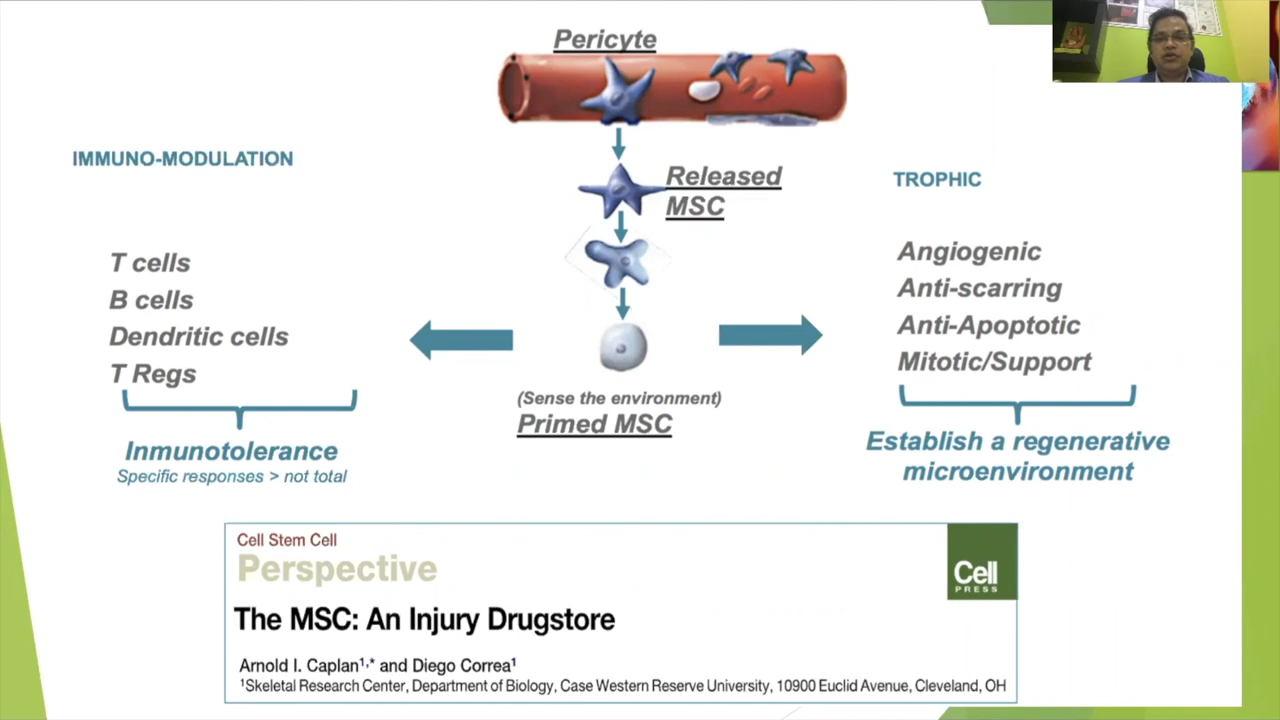 Pericyte
IMMUNO-MODULATION
Released
MSC
TROPHIC
T cells
B cells
Dendritic cells
T Regs
Angiogenic
Anti-scarring
Anti-Apoptotic
Mitotic/Support
(Sense the environment)
Primed MSC
Inmunotolerance
Specific responses > not total
Establish a regenerative
microenvironment
Cell Stem Cell
Perspective
Cell
PRESS
The MSC: An Injury Drugstore
Arnold I. Caplan1,* and Diego Correa1
1Skeletal Research Center, Department of Biology, Case Western Reserve University, 10900 Euclid Avenue, Cleveland, OH